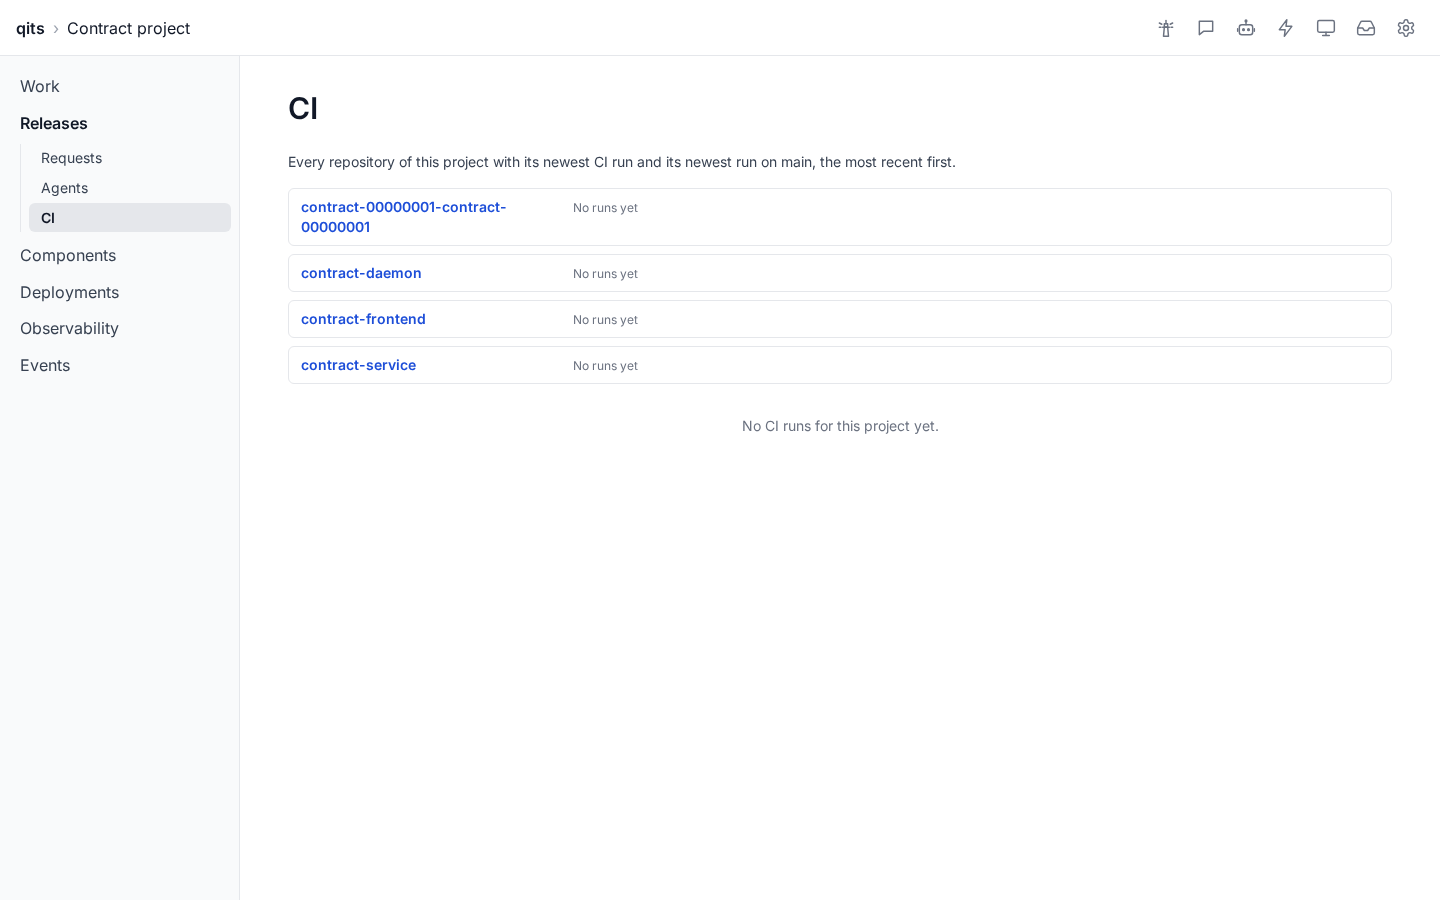 qits › Contract project
Work
Releases
Requests
Agents
CI
Components
Deployments
Observability
Events
CI
Every repository of this project with its newest CI run and its newest run on main, the most recent first.
contract-00000001-contract-
00000001
No runs yet
contract-daemon No runs yet
contract-frontend No runs yet
contract-service No runs yet
No CI runs for this project yet.